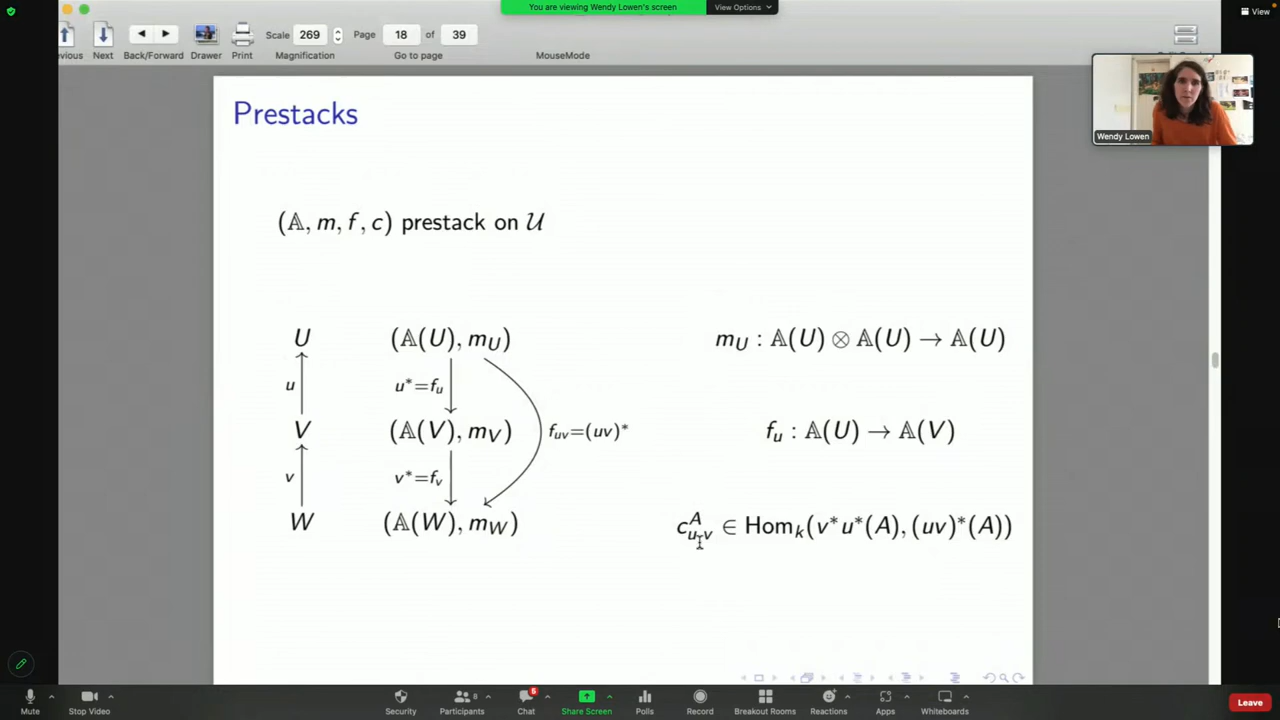 You are viewing Wendy Lowen's screen
View Options
View
evious Next Back/Forward Drawer Print Magnification Go to page MouseMode
Scale 269 Page 18 of 39
Wendy Lowen
Prestacks
(𝔸, m, f, c) prestack on 𝒰
U (𝔸(U), m_U) m_U : 𝔸(U) ⊗ 𝔸(U) → 𝔸(U)
u u*=f_u
V (𝔸(V), m_V) f_uv=(uv)* f_u : 𝔸(U) → 𝔸(V)
v v*=f_v
W (𝔸(W), m_W) c^A_{u,v} ∈ Hom_k(v*u*(A), (uv)*(A))
5
8
Mute Stop Video Security Participants Chat Share Screen Polls Record Breakout Rooms Reactions Apps Whiteboards Leave